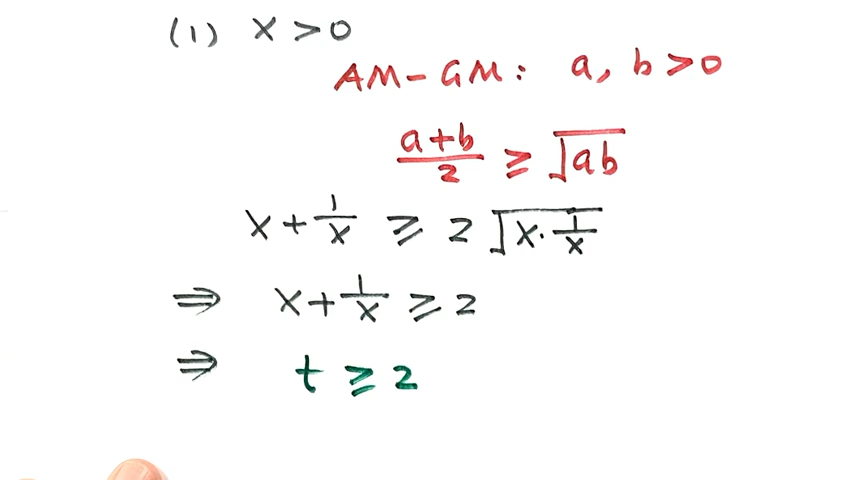 (1) x > 0
AM-GM: a, b > 0
a+b/2 ≥ √ab
x + 1/x ≥ 2 √x · 1/x
⇒ x + 1/x ≥ 2
⇒ t ≥ 2